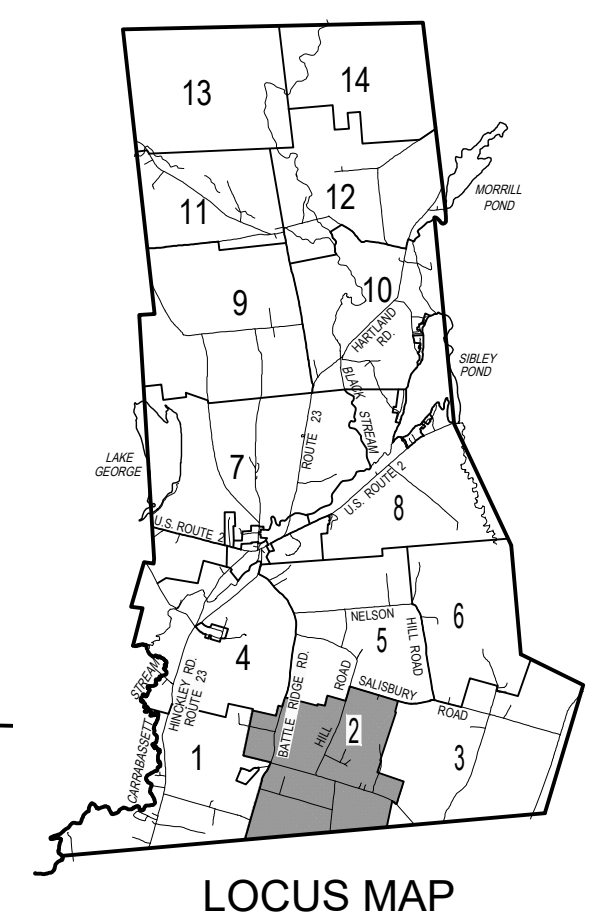 13
14
12
MORRILL
POND
11
9
10
HARTLAND
RD.
SIBLEY
POND
BLACK STREAM
ROUTE 23
LAKE
GEORGE
7
U.S. ROUTE 2
8
U.S. ROUTE 2
6
NELSON
HILL ROAD
5
4
STREAM
CARRABASSETT
HINCKLEY RD.
ROUTE 23
BATTLE RIDGE RD.
HILL ROAD
SALISBURY
ROAD
2
1
3
LOCUS MAP